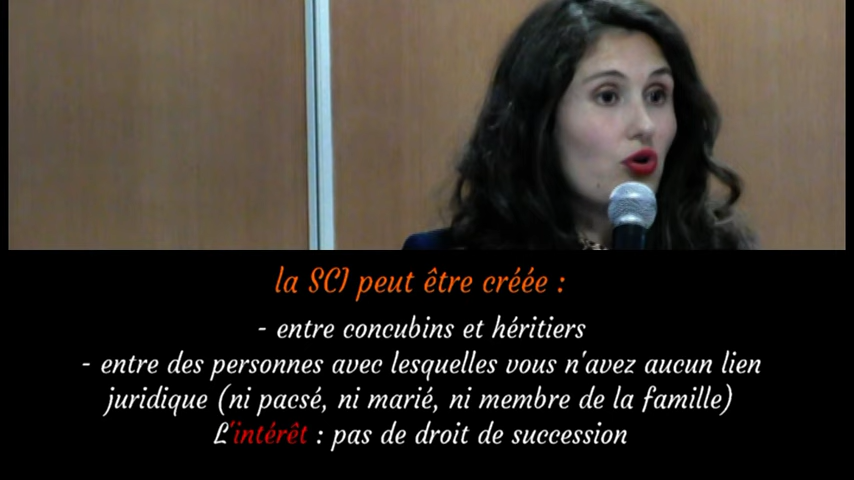 la SCI peut être créée :
- entre concubins et héritiers
- entre des personnes avec lesquelles vous n'avez aucun lien
juridique (ni pacsé, ni marié, ni membre de la famille)
L'intérêt : pas de droit de succession